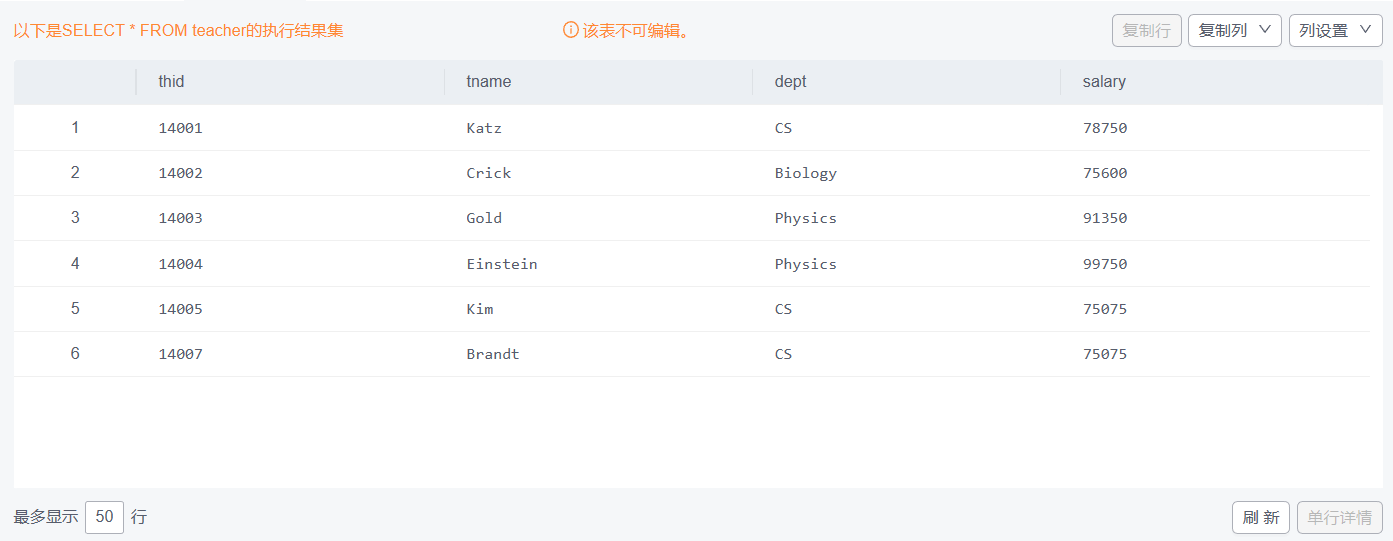 以下是SELECT * FROM teacher的执行结果集 该表不可编辑。 复制行 复制列 列设置
thid tname dept salary
1 14001 Katz CS 78750
2 14002 Crick Biology 75600
3 14003 Gold Physics 91350
4 14004 Einstein Physics 99750
5 14005 Kim CS 75075
6 14007 Brandt CS 75075
最多显示 50 行 刷 新 单行详情